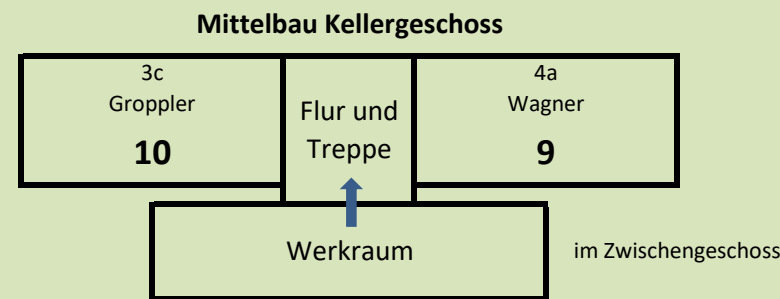 Mittelbau Kellergeschoss
3c
Groppler
10
Flur und
Treppe
4a
Wagner
9
Werkraum
im Zwischengeschoss